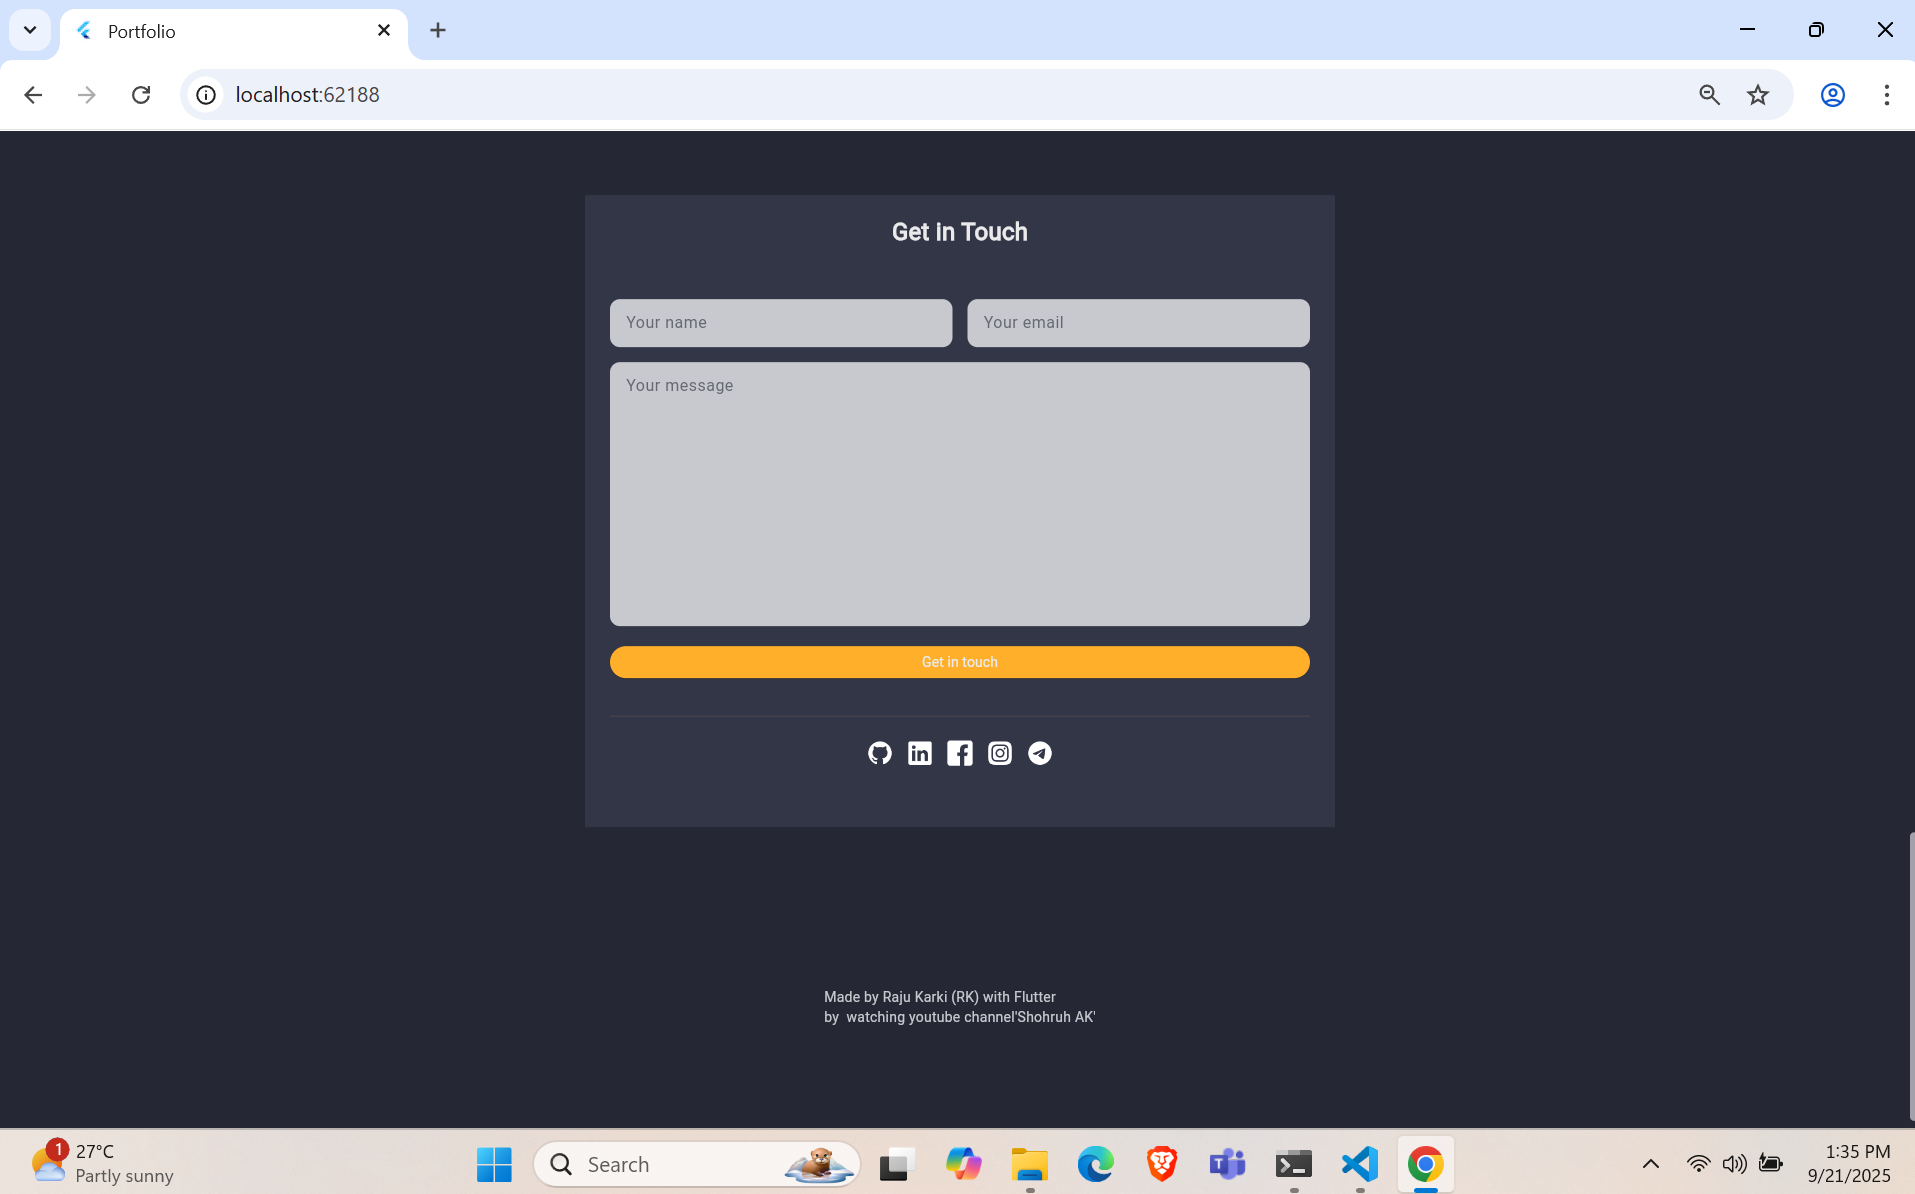 Portfolio
localhost:62188
Get in Touch
Your name
Your email
Your message
Get in touch
Made by Raju Karki (RK) with Flutter
by  watching youtube channel'Shohruh AK'
1
27°C
Partly sunny
Search
1:35 PM
9/21/2025